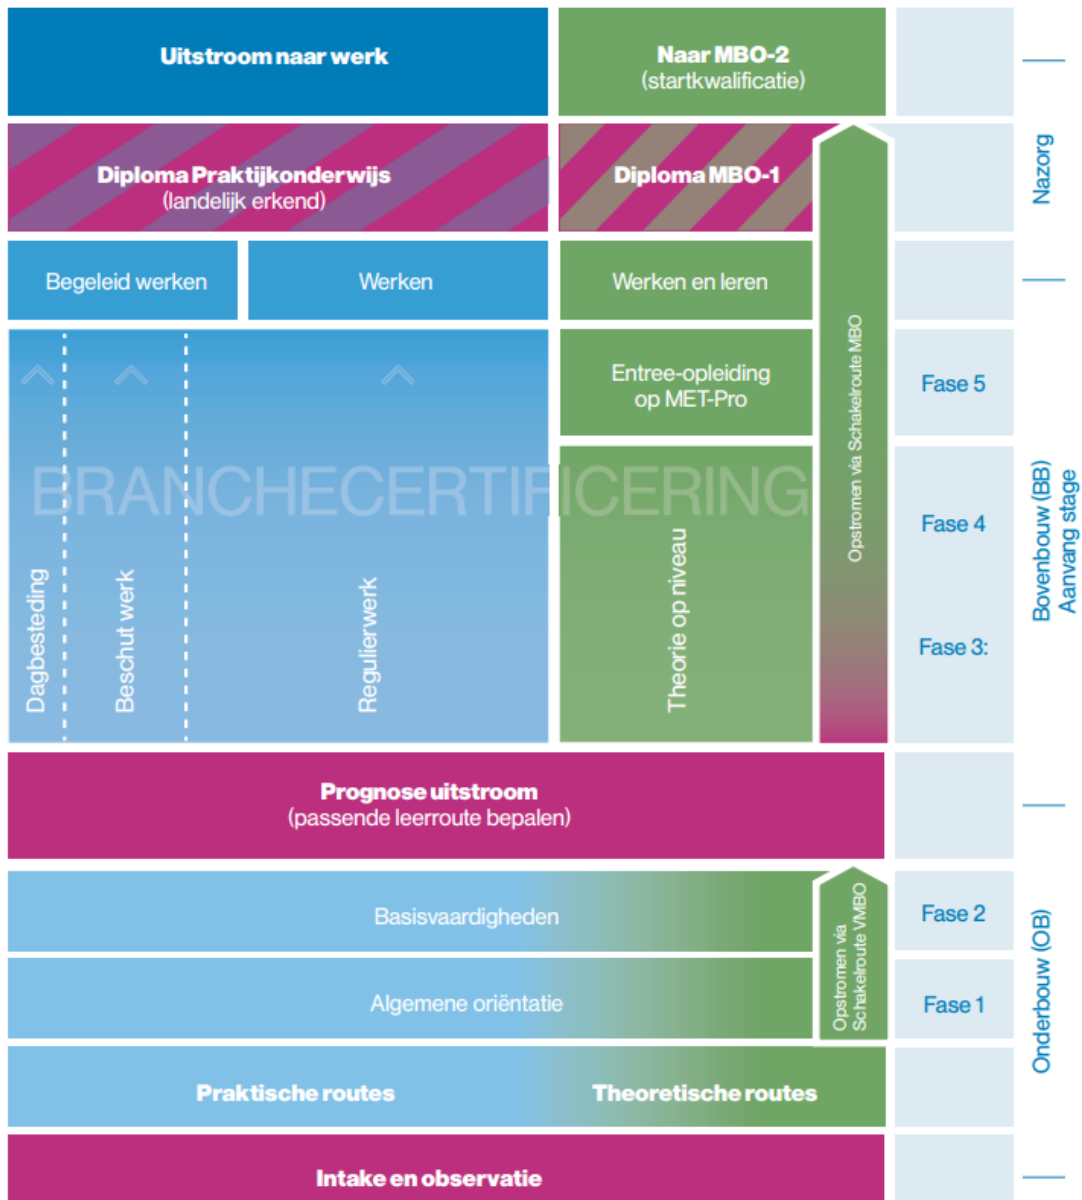 Uitstroom naar werk
Naar MBO-2
(startkwalificatie)
Diploma Praktijkonderwijs
(landelijk erkend)
Diploma MBO-1
Nazorg
Begeleid werken
Werken
Werken en leren
Opstromen via Schakelroute MBO
Entree-opleiding
op MET-Pro
Fase 5
BRANCHECERTIFICERING
Fase 4
Fase 3:
Bovenbouw (BB)
Aanvang stage
Dagbesteding
Beschut werk
Regulierwerk
Theorie op niveau
Prognose uitstroom
(passende leerroute bepalen)
Basisvaardigheden
Opstromen via
Schakelroute VMBO
Fase 2
Algemene oriëntatie
Fase 1
Onderbouw (OB)
Praktische routes
Theoretische routes
Intake en observatie